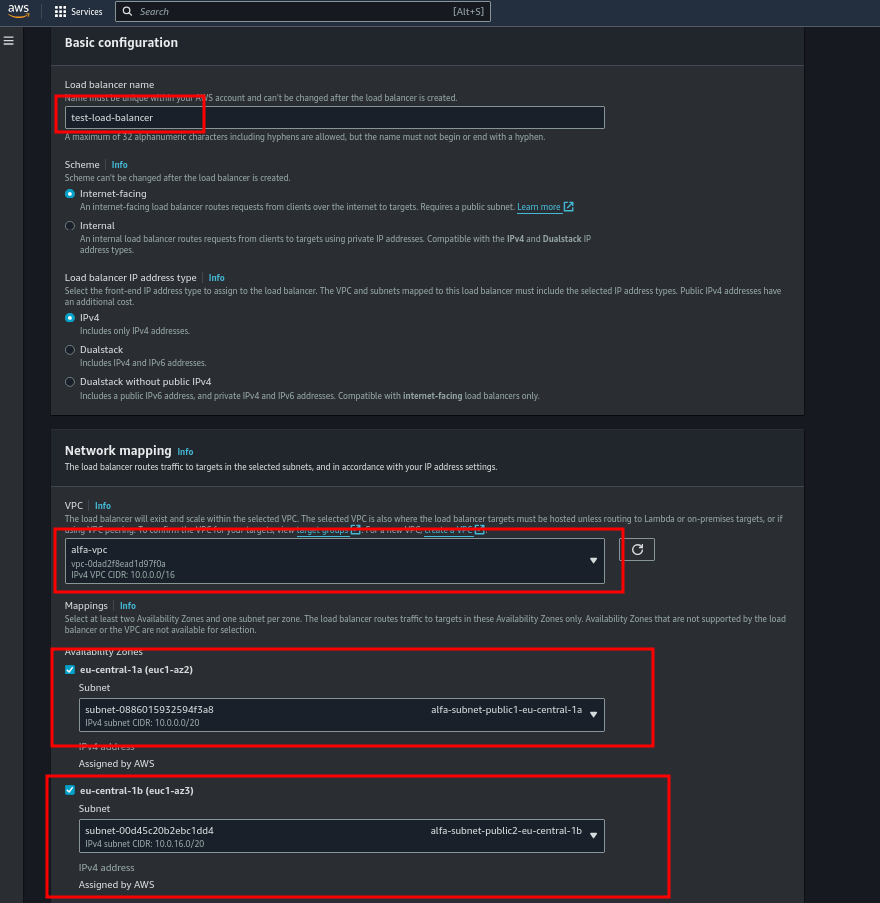 aws
Services
Search [Alt+S]
Basic configuration
Load balancer name
Name must be unique within your AWS account and can't be changed after the load balancer is created.
test-load-balancer
A maximum of 32 alphanumeric characters including hyphens are allowed, but the name must not begin or end with a hyphen.
Scheme Info
Scheme can't be changed after the load balancer is created.
Internet-facing
An internet-facing load balancer routes requests from clients over the internet to targets. Requires a public subnet. Learn more
Internal
An internal load balancer routes requests from clients to targets using private IP addresses. Compatible with the IPv4 and Dualstack IP
address types.
Load balancer IP address type Info
Select the front-end IP address type to assign to the load balancer. The VPC and subnets mapped to this load balancer must include the selected IP address types. Public IPv4 addresses have
an additional cost.
IPv4
Includes only IPv4 addresses.
Dualstack
Includes IPv4 and IPv6 addresses.
Dualstack without public IPv4
Includes a public IPv6 address, and private IPv4 and IPv6 addresses. Compatible with internet-facing load balancers only.
Network mapping Info
The load balancer routes traffic to targets in the selected subnets, and in accordance with your IP address settings.
VPC Info
The load balancer will exist and scale within the selected VPC. The selected VPC is also where the load balancer targets must be hosted unless routing to Lambda or on-premises targets, or if
using VPC peering. To confirm the VPC for your targets, view target groups. For a new VPC, create a VPC.
alfa-vpc
vpc-0dad2f8ead1d97f0a
IPv4 VPC CIDR: 10.0.0.0/16
Mappings Info
Select at least two Availability Zones and one subnet per zone. The load balancer routes traffic to targets in these Availability Zones only. Availability Zones that are not supported by the load
balancer or the VPC are not available for selection.
Availability Zones
eu-central-1a (euc1-az2)
Subnet
subnet-0886015932594f3a8 alfa-subnet-public1-eu-central-1a
IPv4 subnet CIDR: 10.0.0.0/20
IPv4 address
Assigned by AWS
eu-central-1b (euc1-az3)
Subnet
subnet-00d45c20b2ebc1dd4 alfa-subnet-public2-eu-central-1b
IPv4 subnet CIDR: 10.0.16.0/20
IPv4 address
Assigned by AWS